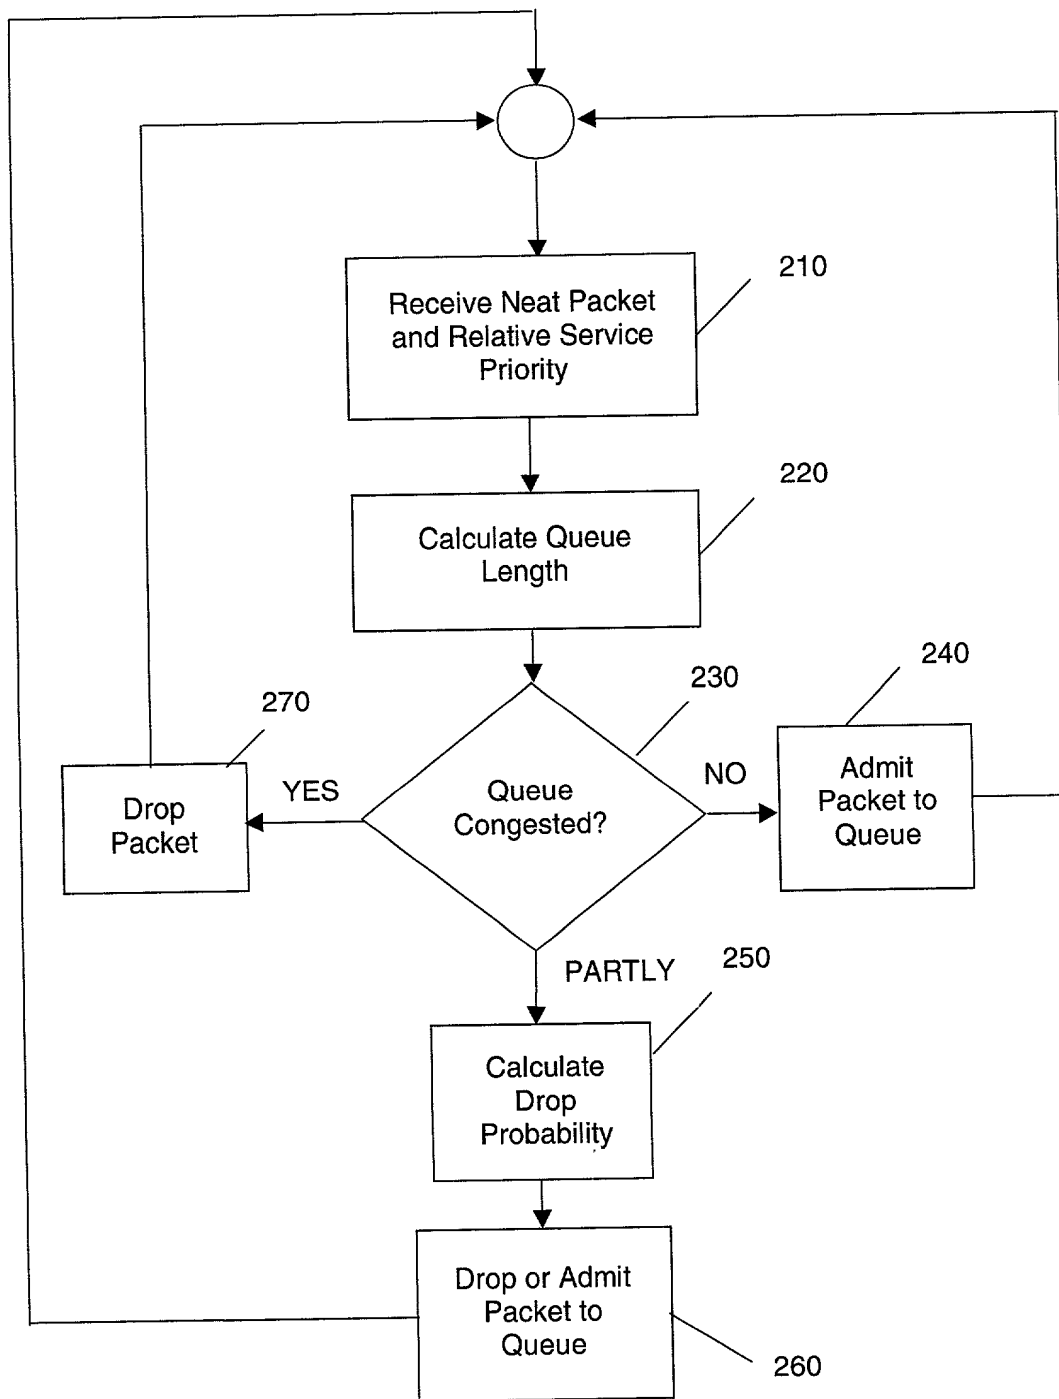 210
Receive Neat Packet
and Relative Service
Priority
220
Calculate Queue
Length
230
240
270
YES
Queue
Congested?
NO
Admit
Packet to
Queue
Drop
Packet
PARTLY
250
Calculate
Drop
Probability
Drop or Admit
Packet to
Queue
260